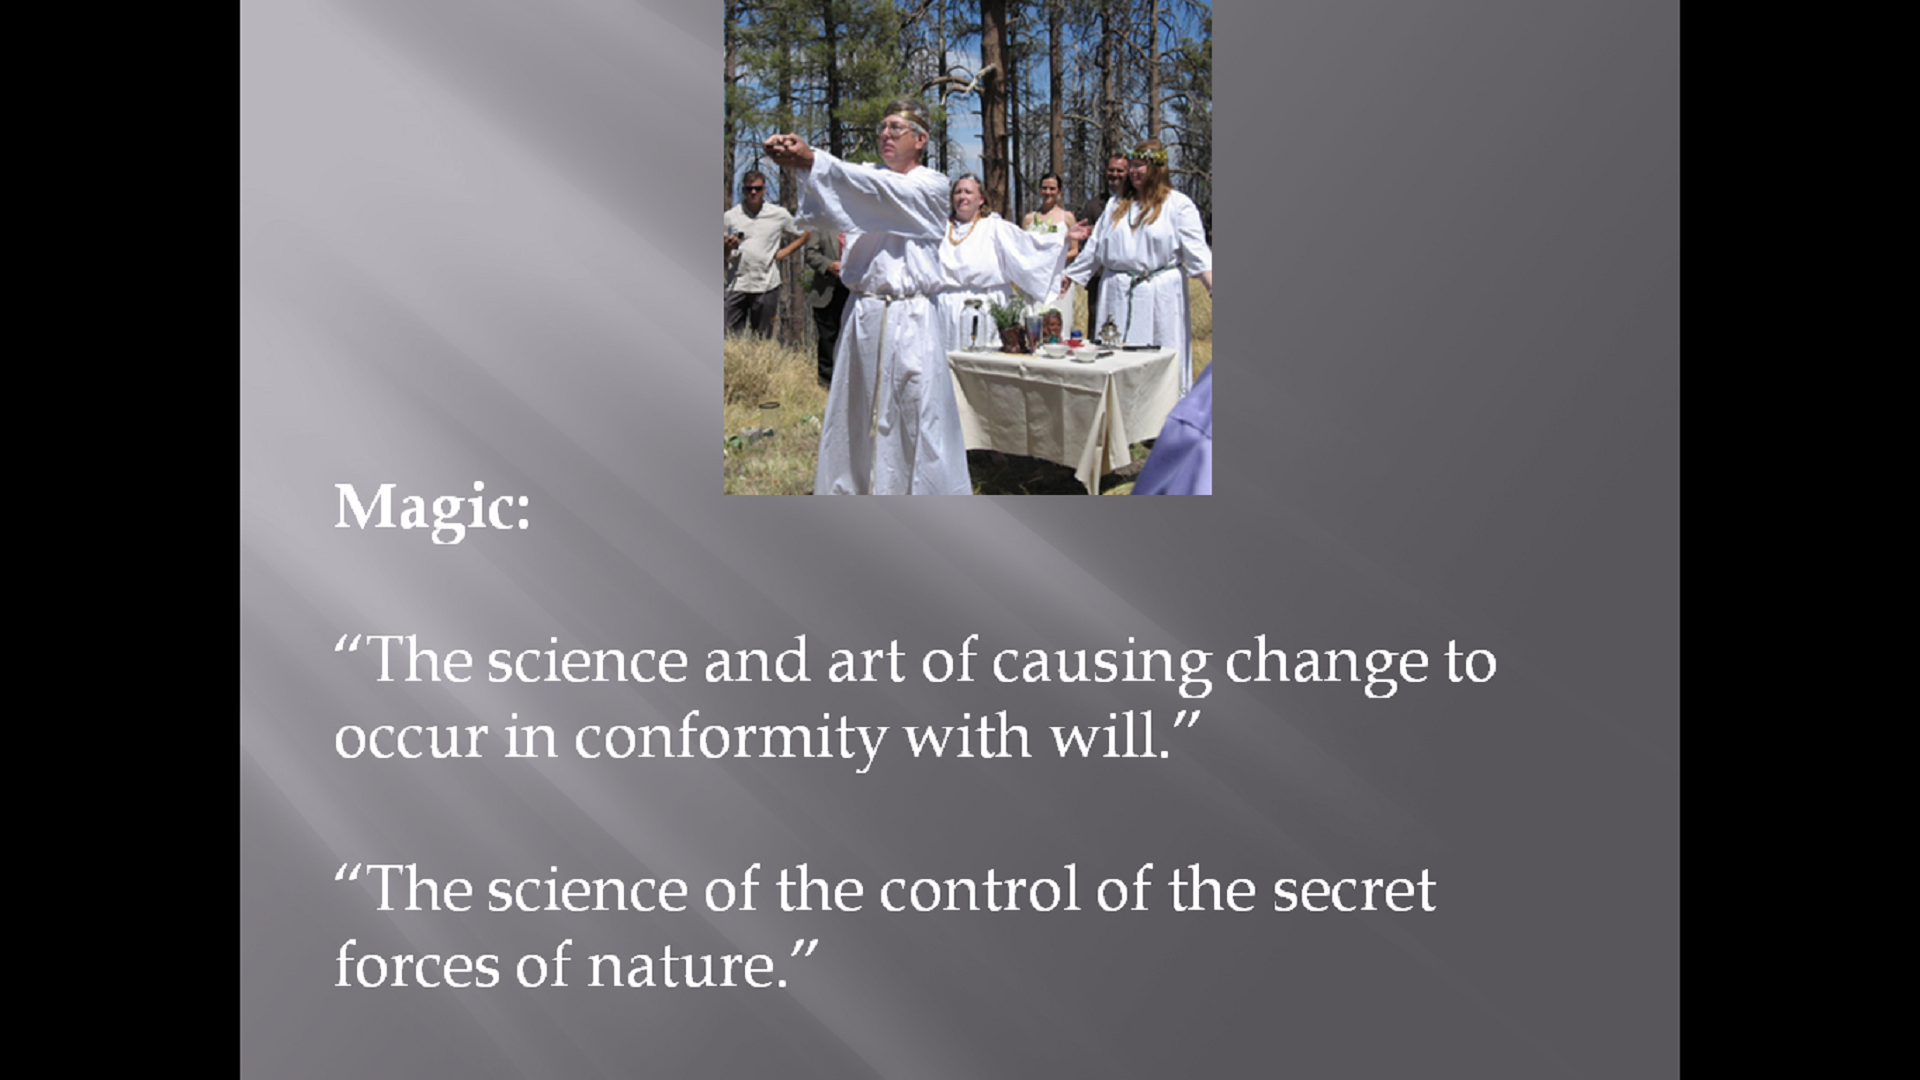 Magic:
“The science and art of causing change to
occur in conformity with will.”
“The science of the control of the secret
forces of nature.”